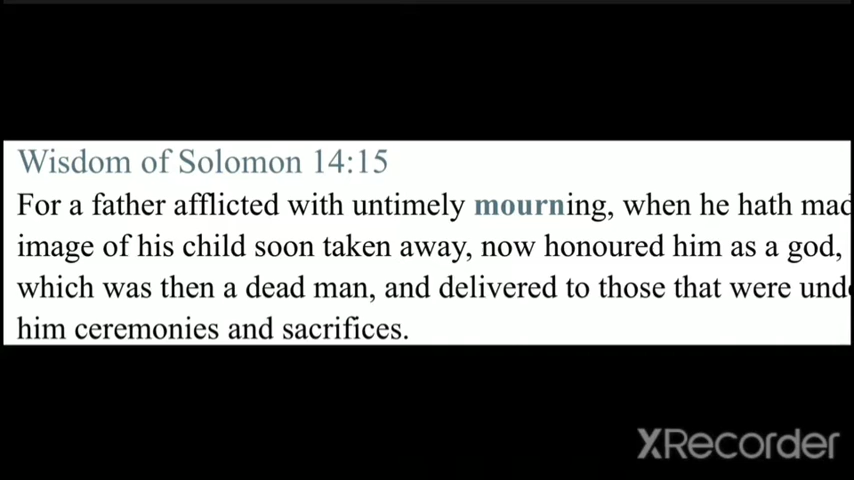 Wisdom of Solomon 14:15
For a father afflicted with untimely mourning, when he hath mad
image of his child soon taken away, now honoured him as a god,
which was then a dead man, and delivered to those that were und
him ceremonies and sacrifices.
XRecorder